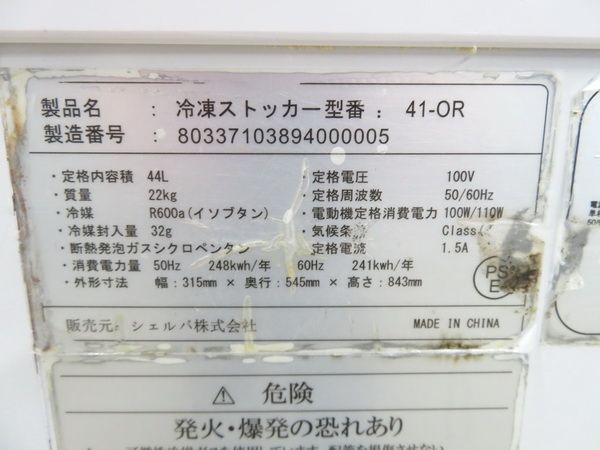 製品名 : 冷凍ストッカー型番 : 41-OR
製造番号 : 80337103894000005
・定格内容積 44L ・定格電圧 100V
・質量 22kg ・定格周波数 50/60Hz
・冷媒 R600a(イソブタン) ・電動機定格消費電力 100W/110W
・冷媒封入量 32g ・気候条 Class
・断熱発泡ガスシクロペンタン 定格電流 1.5A
・消費電力量 50Hz 248kwh/年 60Hz 241kwh/年
・外形寸法 幅:315mm × 奥行:545mm × 高さ:843mm
PS
E
販売元: シェルパ株式会社 MADE IN CHINA
⚠ 危険
発火・爆発の恐れあり